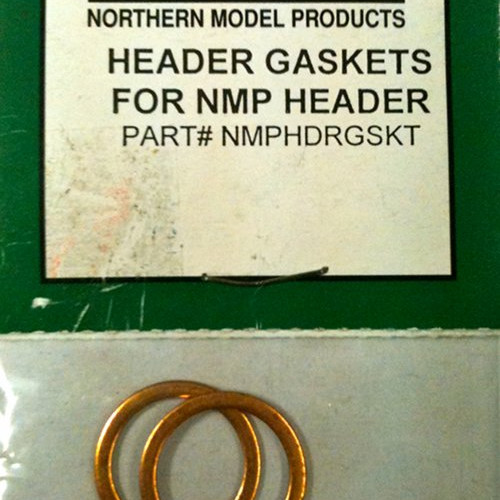 NORTHERN MODEL PRODUCTS
HEADER GASKETS
FOR NMP HEADER
PART# NMPHDRGSKT